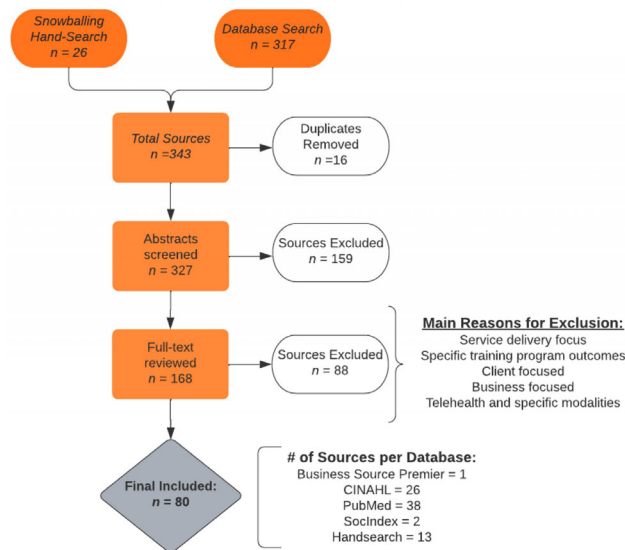 Snowballing
Hand-Search
n = 26
Database Search
n = 317
Total Sources
n =343
Duplicates
Removed
n =16
Abstracts
screened
n = 327
Sources Excluded
n = 159
Full-text
reviewed
n = 168
Sources Excluded
n = 88
Main Reasons for Exclusion:
Service delivery focus
Specific training program outcomes
Client focused
Business focused
Telehealth and specific modalities
Final Included:
n = 80
# of Sources per Database:
Business Source Premier = 1
CINAHL = 26
PubMed = 38
SocIndex = 2
Handsearch = 13